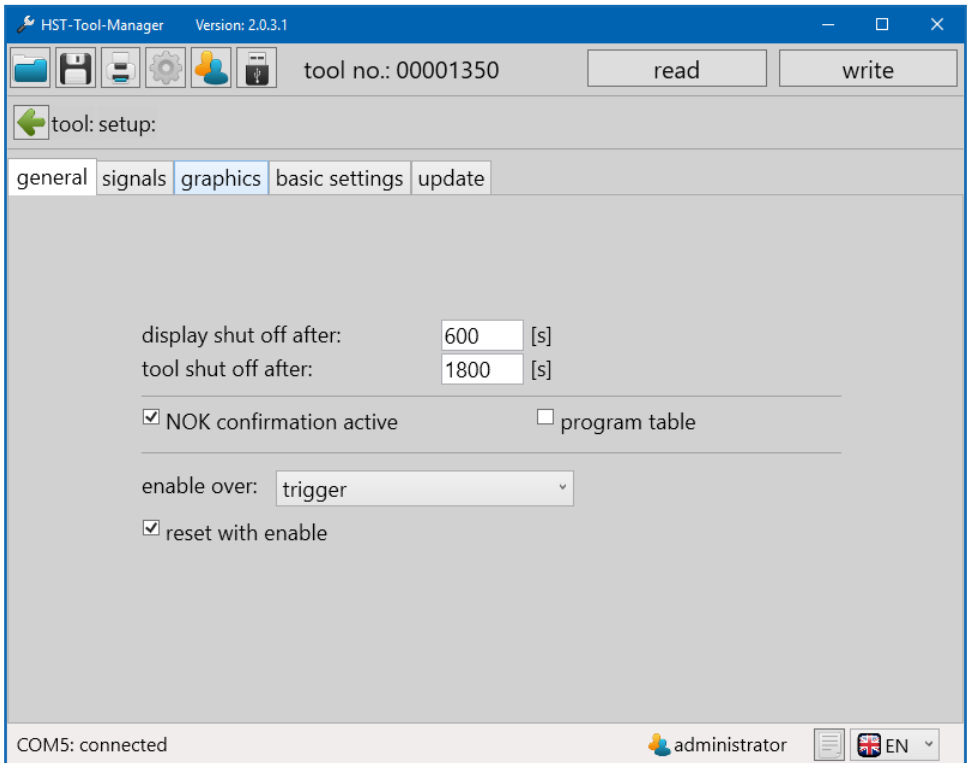 HST-Tool-Manager Version: 2.0.3.1
tool no.: 00001350 read write
tool: setup:
general signals graphics basic settings update
display shut off after: 600 [s]
tool shut off after: 1800 [s]
NOK confirmation active program table
enable over: trigger
reset with enable
COM5: connected administrator EN